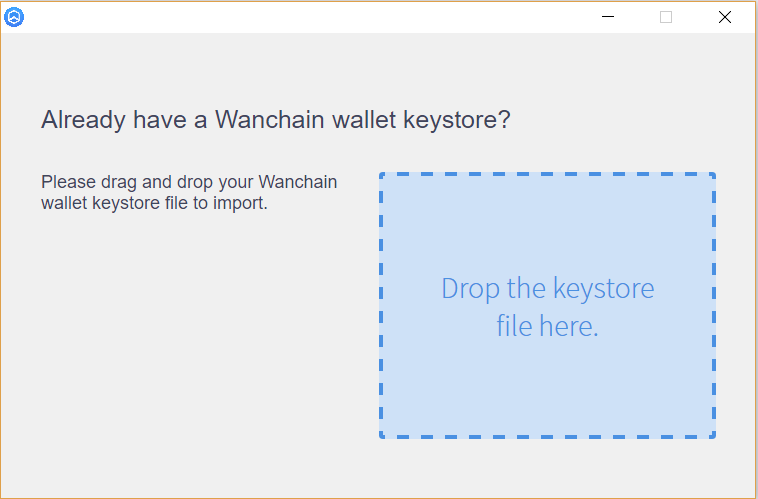 Already have a Wanchain wallet keystore?
Please drag and drop your Wanchain
wallet keystore file to import.
Drop the keystore
file here.